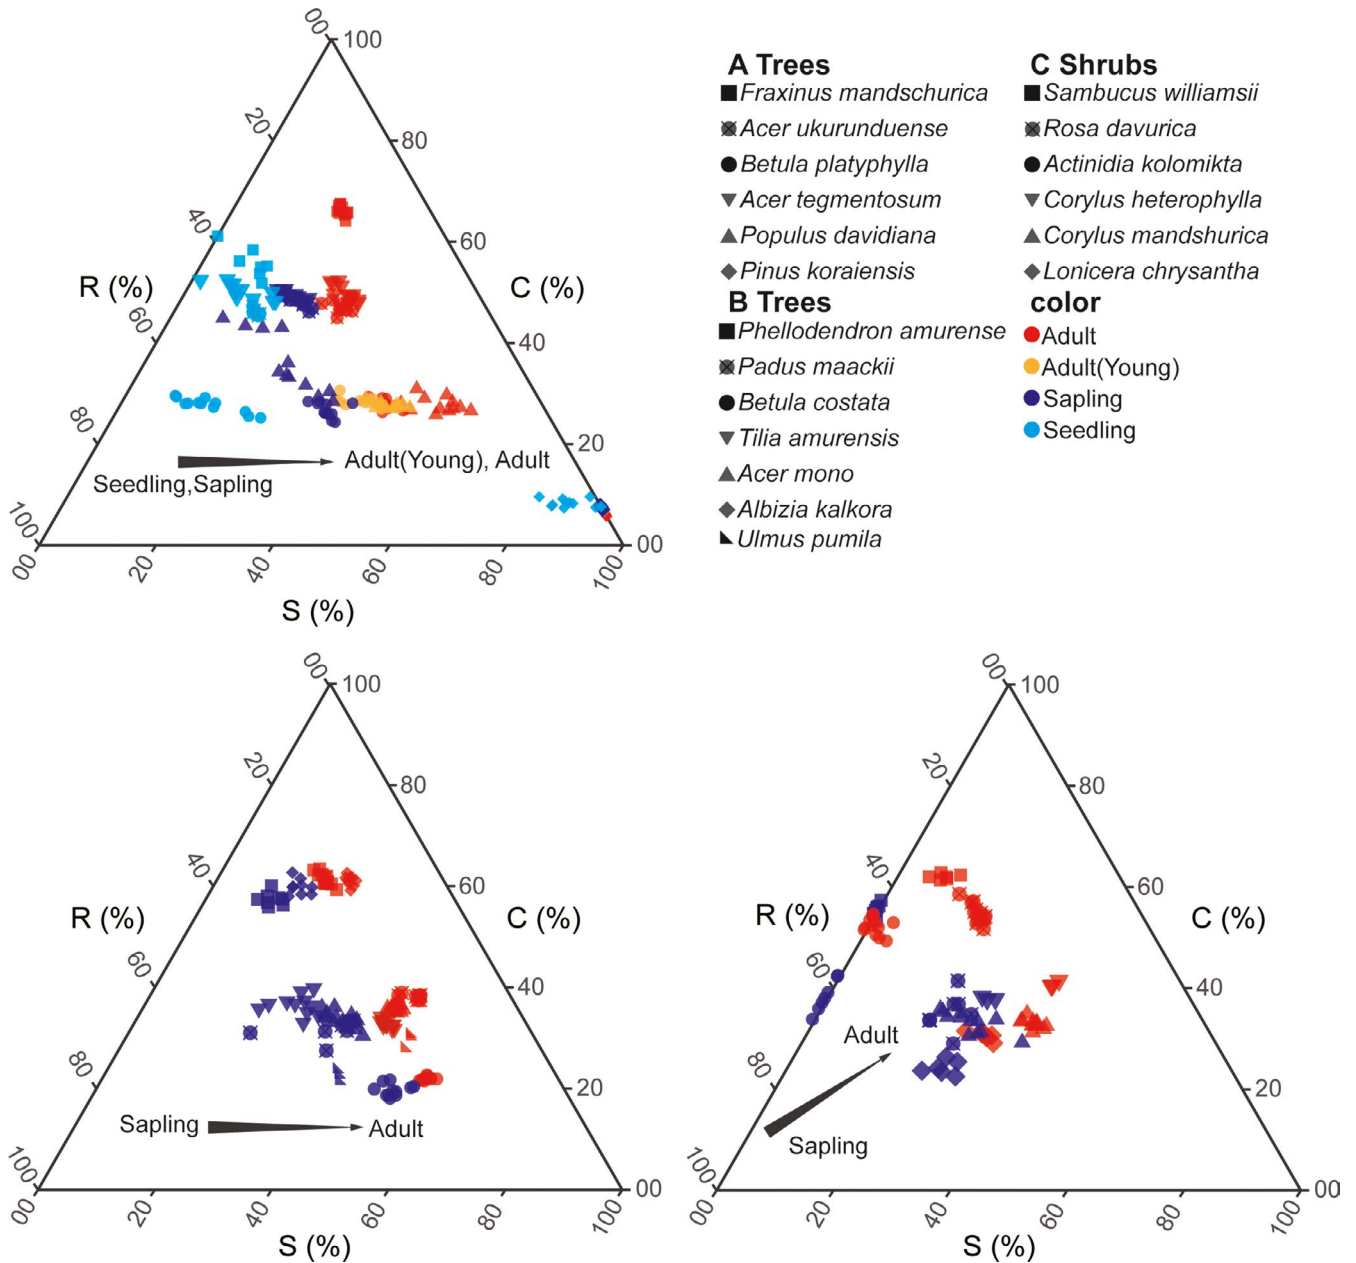 00
100
20
80
40
60
R (%)
C (%)
60
40
80
20
Seedling,Sapling
Adult(Young), Adult
100
00
00
20
40
60
80
100
S (%)
A Trees
Fraxinus mandschurica
Acer ukurunduense
Betula platyphylla
Acer tegmentosum
Populus davidiana
Pinus koraiensis
B Trees
Phellodendron amurense
Padus maackii
Betula costata
Tilia amurensis
Acer mono
Albizia kalkora
Ulmus pumila
C Shrubs
Sambucus williamsii
Rosa davurica
Actinidia kolomikta
Corylus heterophylla
Corylus mandshurica
Lonicera chrysantha
color
Adult
Adult(Young)
Sapling
Seedling
00
100
20
80
40
60
R (%)
C (%)
60
40
80
20
Sapling
Adult
100
00
00
20
40
60
80
100
S (%)
00
100
20
80
40
60
R (%)
C (%)
60
40
Adult
80
20
Sapling
100
00
00
20
40
60
80
100
S (%)